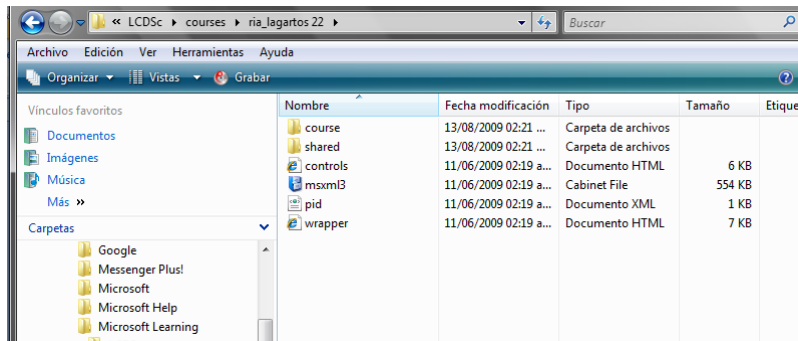 « LCDSc ▸ courses ▸ ria_lagartos 22 ▸ Buscar
Archivo Edición Ver Herramientas Ayuda
Organizar Vistas Grabar
Vínculos favoritos
Documentos
Imágenes
Música
Más »
Carpetas
Google
Messenger Plus!
Microsoft
Microsoft Help
Microsoft Learning
Nombre Fecha modificación Tipo Tamaño Etique
course 13/08/2009 02:21 ... Carpeta de archivos
shared 13/08/2009 02:21 ... Carpeta de archivos
controls 11/06/2009 02:19 a... Documento HTML 6 KB
msxml3 11/06/2009 02:19 a... Cabinet File 554 KB
pid 11/06/2009 02:19 a... Documento XML 1 KB
wrapper 11/06/2009 02:19 a... Documento HTML 7 KB